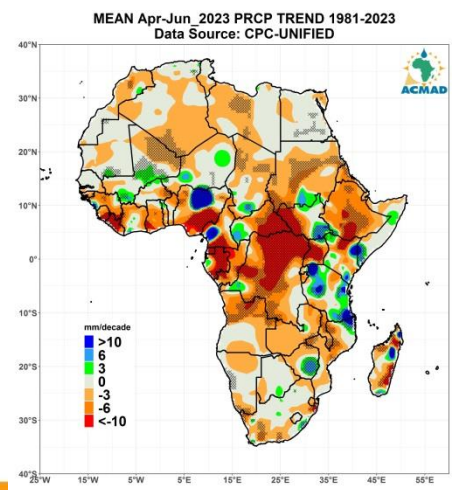 MEAN Apr-Jun_2023 PRCP TREND 1981-2023
Data Source: CPC-UNIFIED
ACMAD
40°N
30°N
20°N
10°N
0°
10°S
20°S
30°S
40°S
mm/decade
>10
6
3
0
-3
-6
<-10
25°W 15°W 5°W 5°E 15°E 25°E 35°E 45°E 55°E